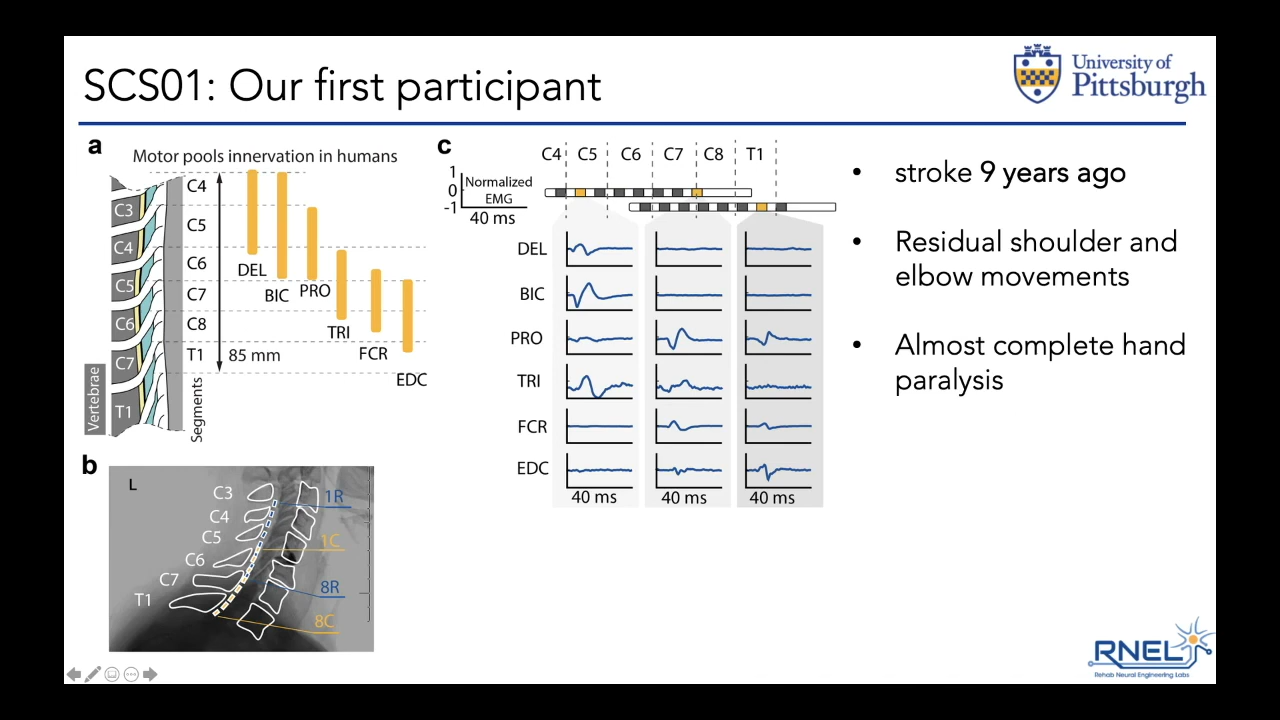 SCS01: Our first participant
University of
Pittsburgh
a
Motor pools innervation in humans
C3
C4
C5
C6
C7
T1
Vertebrae
C4
C5
C6
C7
C8
T1
Segments
85 mm
DEL
BIC
PRO
TRI
FCR
EDC
b
L
C3
C4
C5
C6
C7
T1
1R
1C
8R
8C
c
C4 C5 C6 C7 C8 T1
1
0
-1
Normalized
EMG
40 ms
DEL
BIC
PRO
TRI
FCR
EDC
40 ms 40 ms 40 ms
• stroke 9 years ago
• Residual shoulder and
elbow movements
• Almost complete hand
paralysis
RNEL
Rehab Neural Engineering Labs